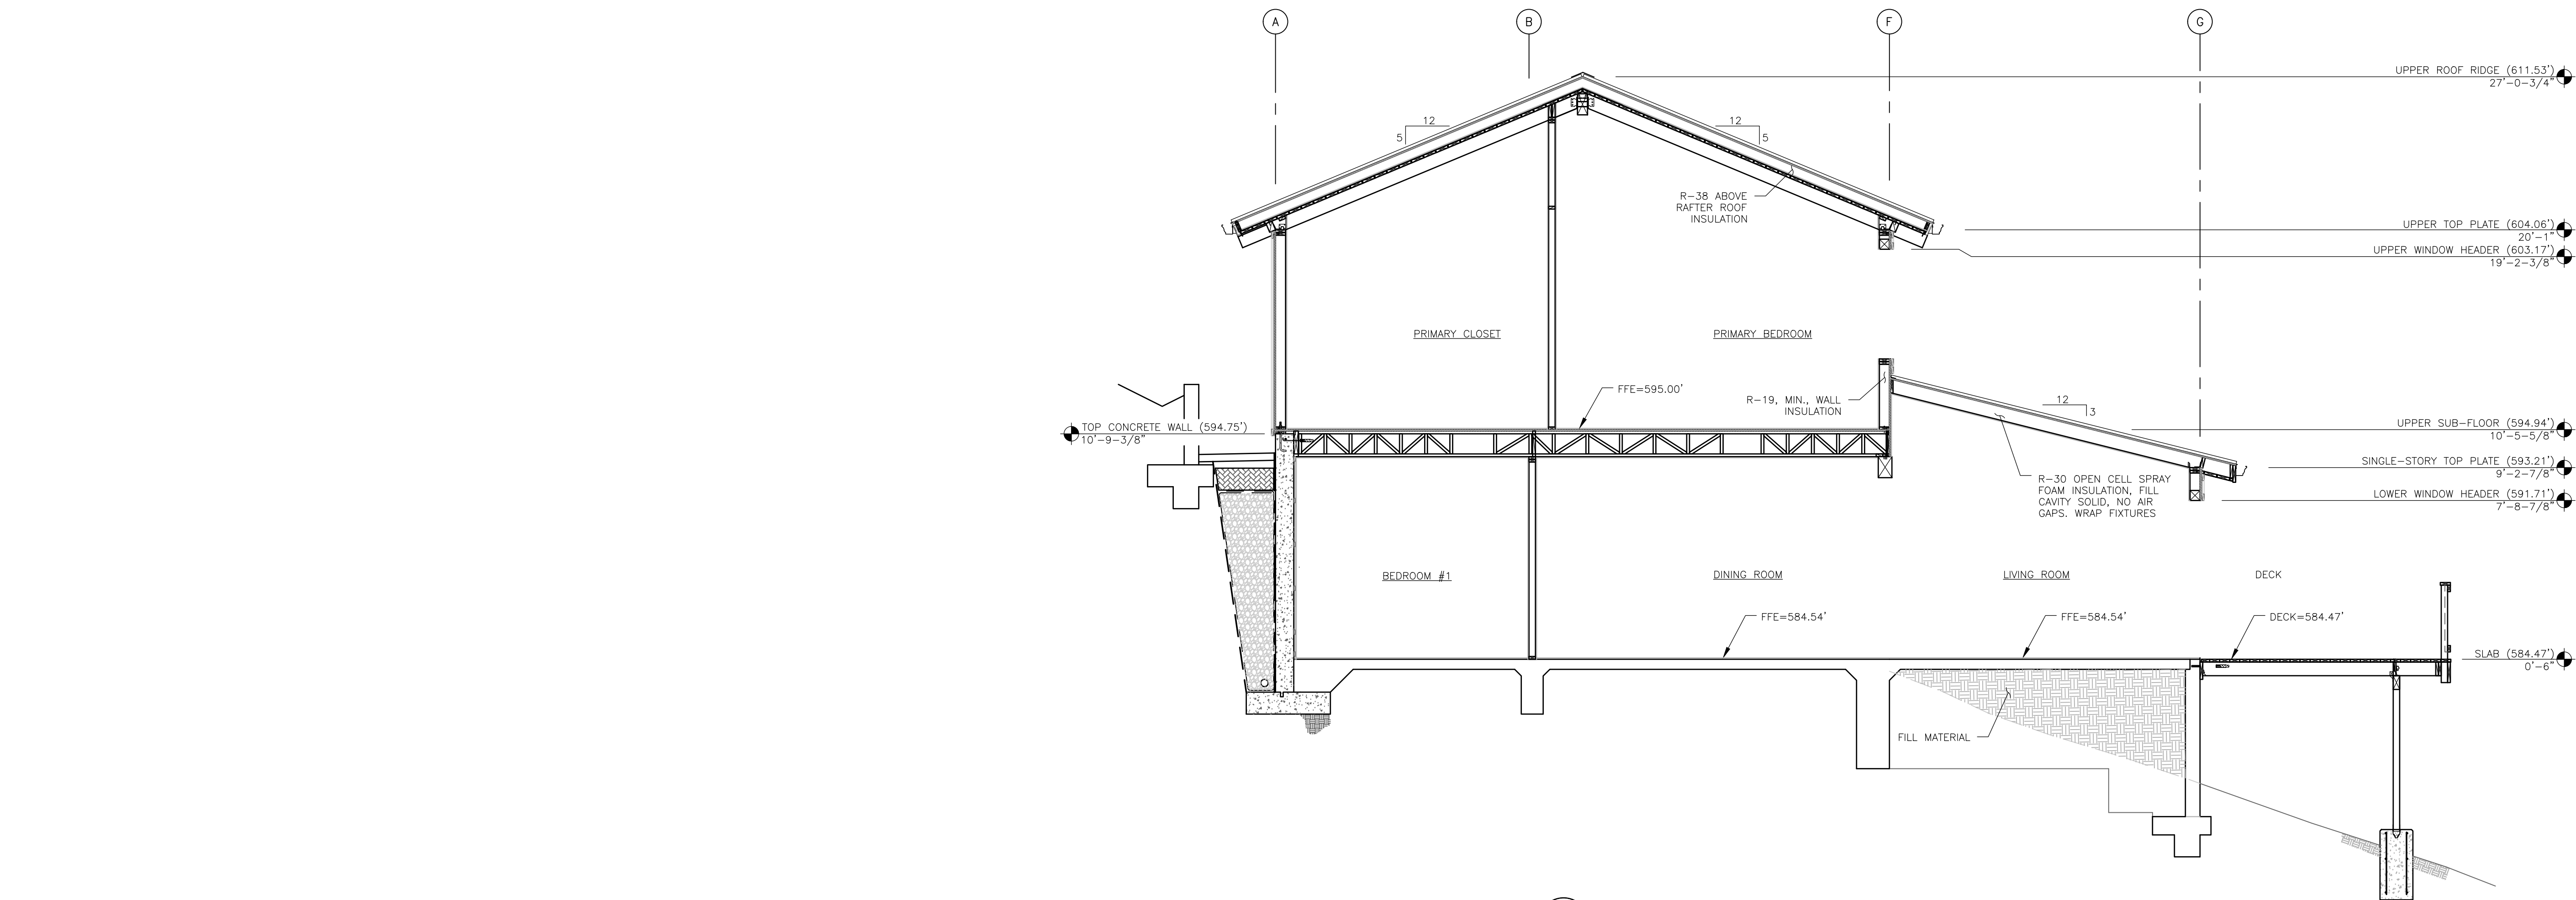 A
B
F
G
UPPER ROOF RIDGE (611.53')
27'-0-3/4"
12
5
12
5
R-38 ABOVE
RAFTER ROOF
INSULATION
UPPER TOP PLATE (604.06')
20'-1"
UPPER WINDOW HEADER (603.17')
19'-2-3/8"
PRIMARY CLOSET
PRIMARY BEDROOM
FFE=595.00'
R-19, MIN., WALL
INSULATION
12
3
TOP CONCRETE WALL (594.75')
10'-9-3/8"
UPPER SUB-FLOOR (594.94')
10'-5-5/8"
SINGLE-STORY TOP PLATE (593.21')
9'-2-7/8"
R-30 OPEN CELL SPRAY
FOAM INSULATION, FILL
CAVITY SOLID, NO AIR
GAPS. WRAP FIXTURES
LOWER WINDOW HEADER (591.71')
7'-8-7/8"
BEDROOM #1
DINING ROOM
LIVING ROOM
DECK
FFE=584.54'
FFE=584.54'
DECK=584.47'
SLAB (584.47')
0'-6"
FILL MATERIAL